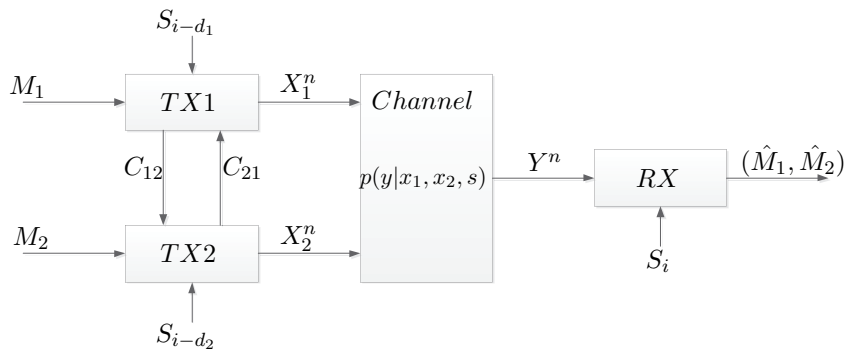 S_{i-d_1}
M_1
TX1
X_1^n
Channel
C_{12}
C_{21}
p(y|x_1, x_2, s)
Y^n
RX
(\hat{M}_1, \hat{M}_2)
M_2
TX2
X_2^n
S_i
S_{i-d_2}